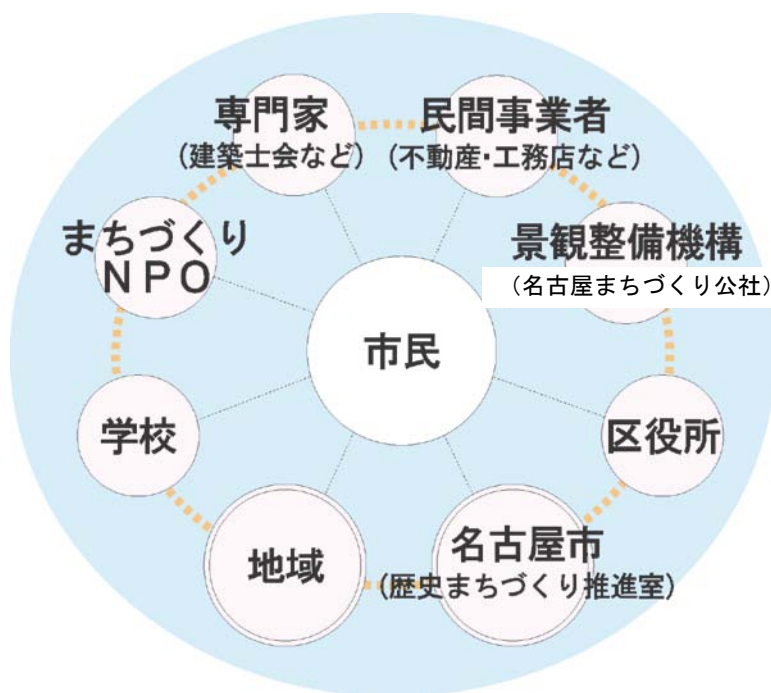 専門家
(建築士会など)
民間事業者
(不動産・工務店など)
まちづくり
NPO
景観整備機構
(名古屋まちづくり公社)
市民
学校
区役所
地域
名古屋市
(歴史まちづくり推進室)